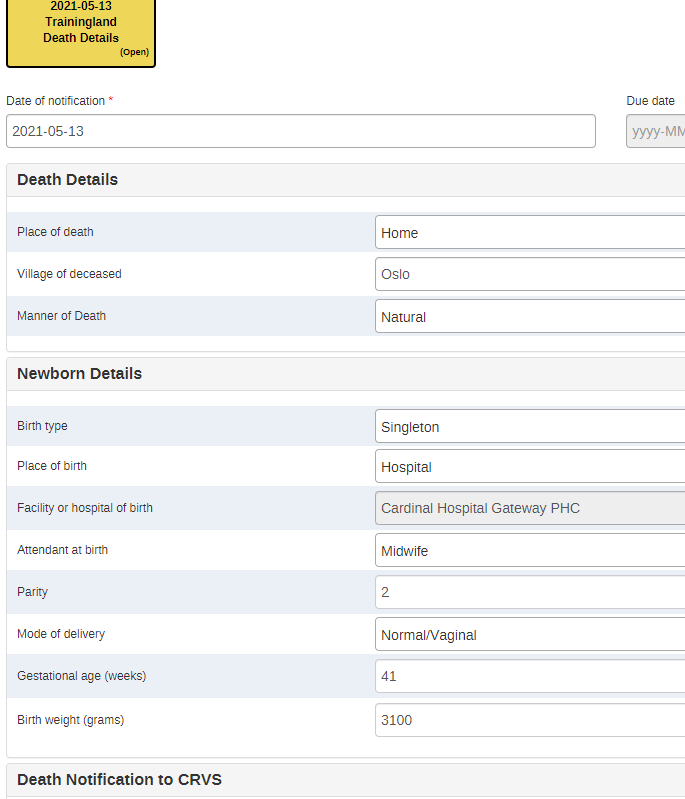 2021-05-13
Trainingland
Death Details
(Open)
Date of notification *
Due date
2021-05-13
yyyy-MM
Death Details
Place of death
Home
Village of deceased
Oslo
Manner of Death
Natural
Newborn Details
Birth type
Singleton
Place of birth
Hospital
Facility or hospital of birth
Cardinal Hospital Gateway PHC
Attendant at birth
Midwife
Parity
2
Mode of delivery
Normal/Vaginal
Gestational age (weeks)
41
Birth weight (grams)
3100
Death Notification to CRVS